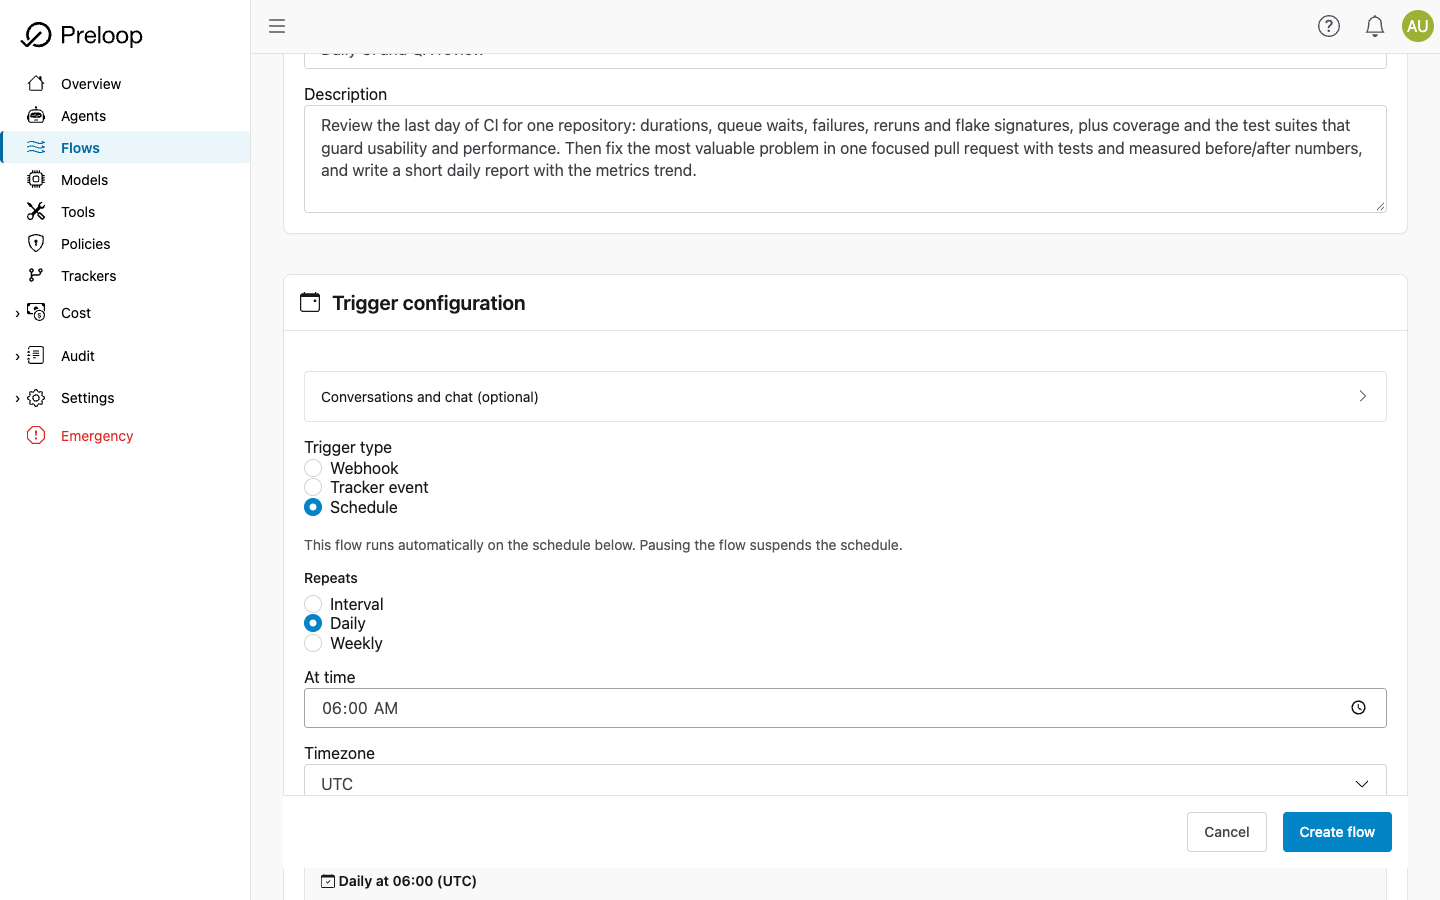 Preloop
AU
Overview
Agents
Flows
Models
Tools
Policies
Trackers
Cost
Audit
Settings
Emergency
Description
Review the last day of CI for one repository: durations, queue waits, failures, reruns and flake signatures, plus coverage and the test suites that
guard usability and performance. Then fix the most valuable problem in one focused pull request with tests and measured before/after numbers,
and write a short daily report with the metrics trend.
Trigger configuration
Conversations and chat (optional)
Trigger type
Webhook
Tracker event
Schedule
This flow runs automatically on the schedule below. Pausing the flow suspends the schedule.
Repeats
Interval
Daily
Weekly
At time
06:00 AM
Timezone
UTC
Cancel
Create flow
Daily at 06:00 (UTC)